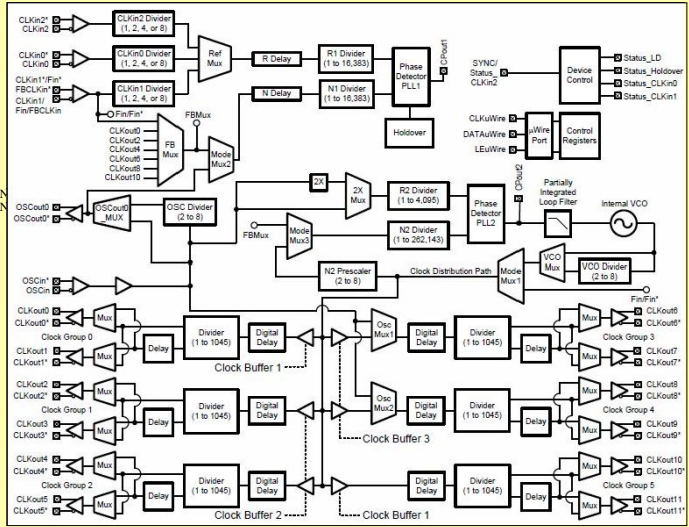 CLKin2*
CLKin2
CLKin2 Divider
(1, 2, 4, or 8)
CLKin0*
CLKin0
CLKin0 Divider
(1, 2, 4, or 8)
CLKin1*/Fin*
FBCLKin*
CLKin1/
Fin/FBCLKin
CLKin1 Divider
(1, 2, 4, or 8)
Ref
Mux
R Delay
R1 Divider
(1 to 16,383)
N Delay
N1 Divider
(1 to 16,383)
Phase
Detector
PLL1
CPout1
Holdover
SYNC/
Status_
CLKin2
Device
Control
Status_LD
Status_Holdover
Status_CLKin0
Status_CLKin1
CLKuWire
DATAuWire
LEuWire
µWire
Port
Control
Registers
Fin/Fin*
FBMux
CLKout0
CLKout2
CLKout4
CLKout6
CLKout8
CLKout10
FB
Mux
Mode
Mux2
N
N
OSCout0
OSCout0*
OSCout0
_MUX
OSC Divider
(2 to 8)
2X
2X
Mux
R2 Divider
(1 to 4,095)
N2 Divider
(1 to 262,143)
Phase
Detector
PLL2
CPout2
Partially
Integrated
Loop Filter
Internal VCO
FBMux
Mode
Mux3
OSCin*
OSCin
N2 Prescaler
(2 to 8)
Clock Distribution Path
Mode
Mux1
VCO
Mux
VCO Divider
(2 to 8)
Fin/Fin*
CLKout0
CLKout0*
Mux
Clock Group 0
CLKout1
CLKout1*
Mux
Delay
Divider
(1 to 1045)
Digital
Delay
Clock Buffer 1
Osc
Mux1
Digital
Delay
Divider
(1 to 1045)
Delay
Mux
CLKout6
CLKout6*
Clock Group 3
Mux
CLKout7
CLKout7*
CLKout2
CLKout2*
Mux
Clock Group 1
CLKout3
CLKout3*
Mux
Delay
Divider
(1 to 1045)
Digital
Delay
Clock Buffer 3
Osc
Mux2
Digital
Delay
Divider
(1 to 1045)
Delay
Mux
CLKout8
CLKout8*
Clock Group 4
Mux
CLKout9
CLKout9*
CLKout4
CLKout4*
Mux
Clock Group 2
CLKout5
CLKout5*
Mux
Delay
Divider
(1 to 1045)
Digital
Delay
Clock Buffer 2
Clock Buffer 1
Digital
Delay
Divider
(1 to 1045)
Delay
Mux
CLKout10
CLKout10*
Clock Group 5
Mux
CLKout11
CLKout11*